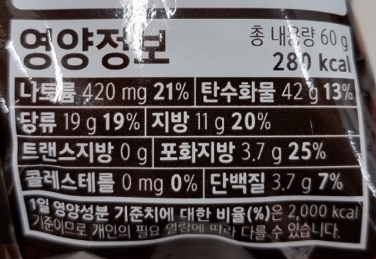 영양정보
총 내용량 60 g
280 kcal
나트륨 420 mg 21% 탄수화물 42 g 13%
당류 19 g 19% 지방 11 g 20%
트랜스지방 0 g 포화지방 3.7 g 25%
콜레스테롤 0 mg 0% 단백질 3.7 g 7%
1일 영양성분 기준치에 대한 비율(%)은 2,000 kcal
기준이므로 개인의 필요 열량에 따라 다를 수 있습니다.